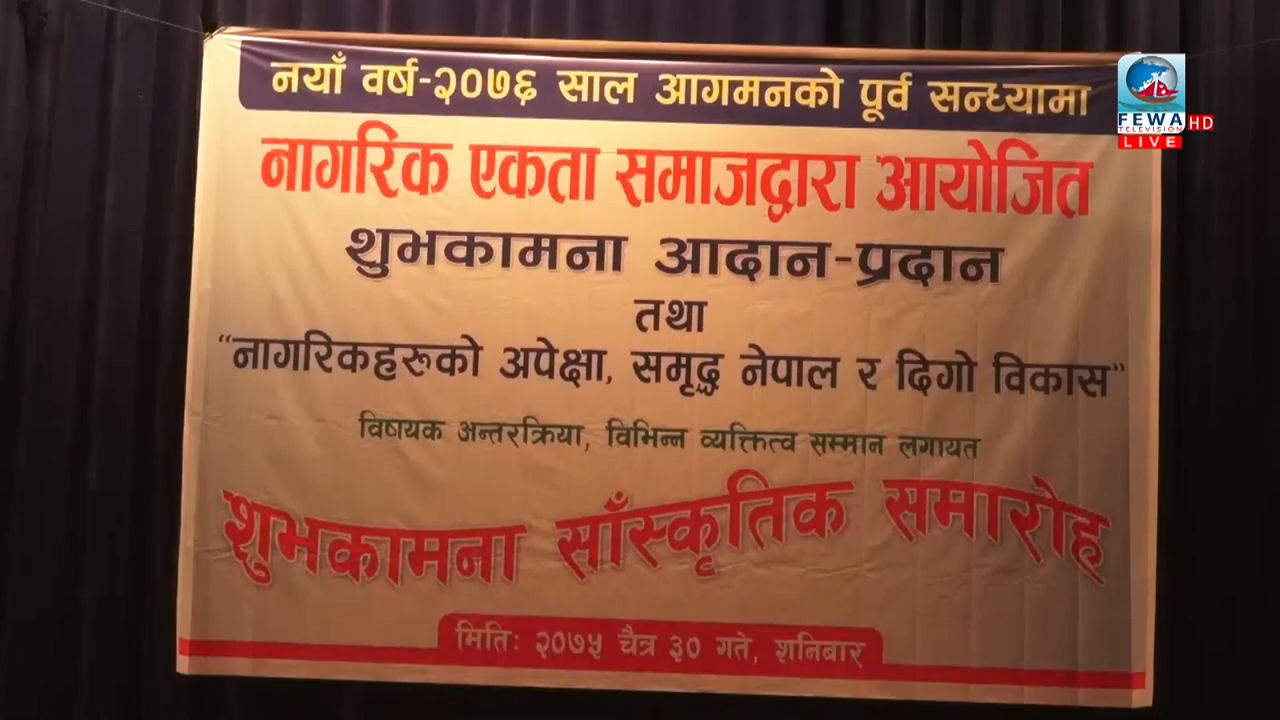 नयाँ वर्ष-२०७६ साल आगमनको पूर्व सन्ध्यामा
नागरिक एकता समाजद्वारा आयोजित
शुभकामना आदान-प्रदान
तथा
“नागरिकहरुको अपेक्षा, समृद्ध नेपाल र दिगो विकास”
विषायक अन्तरक्रिया, विभिन्न व्यक्तित्व सम्मान लगायत
शुभकामना साँस्कृतिक समारोह
मिति: २०७५ चैत्र ३० गते, शनिबार
FEWA HD
TELEVISION
LIVE